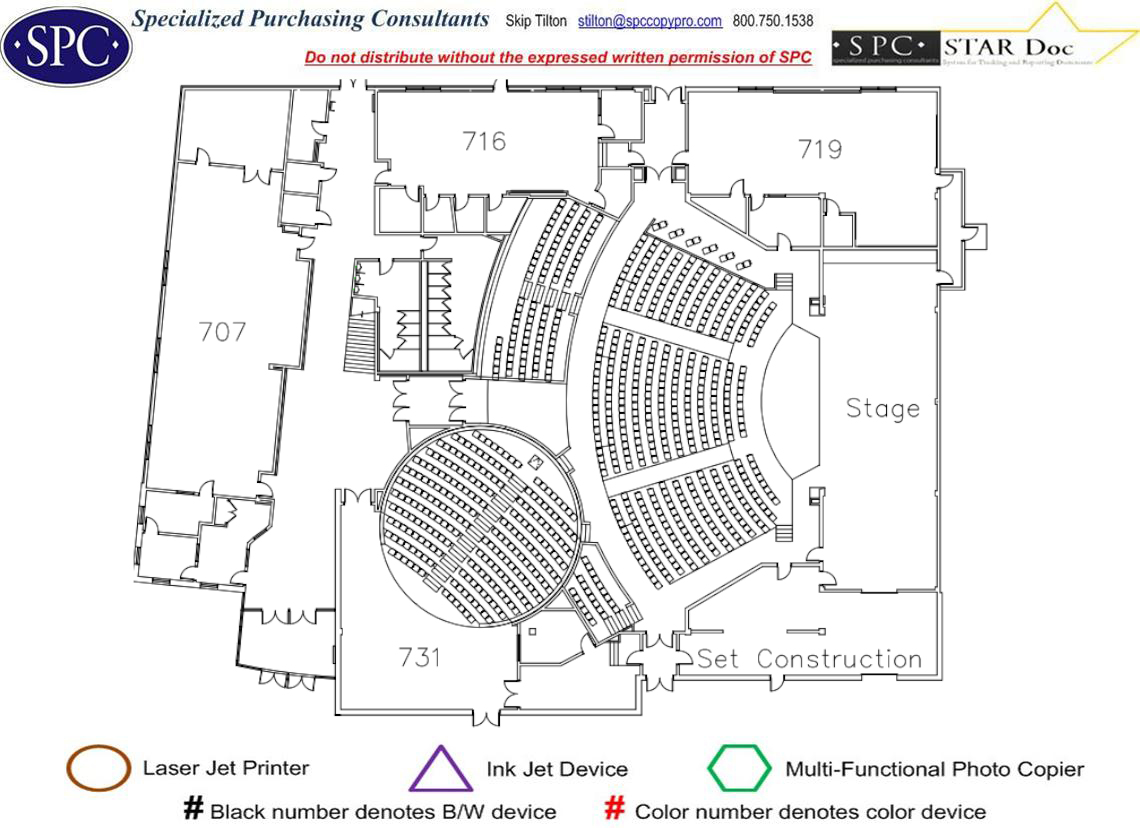 ·SPC·
Specialized Purchasing Consultants Skip Tilton stilton@spccopypro.com 800.750.1538
Do not distribute without the expressed written permission of SPC
·SPC· STAR Doc
specialized purchasing consultants System for Tracking and Reporting Documents
716
719
707
Stage
731
Set Construction
Laser Jet Printer
Ink Jet Device
Multi-Functional Photo Copier
# Black number denotes B/W device
# Color number denotes color device